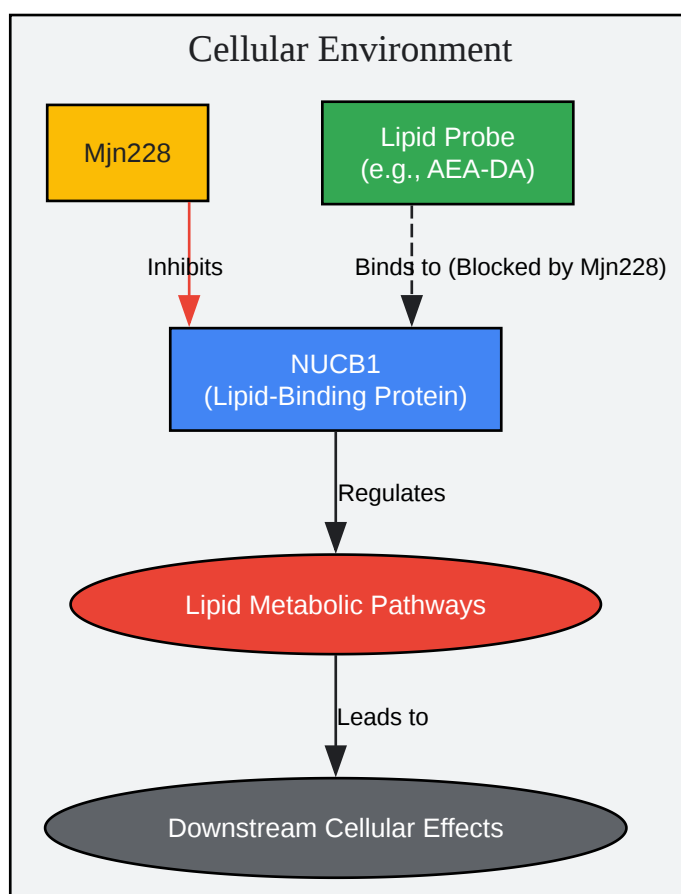 Cellular Environment
Mjn228
Lipid Probe
(e.g., AEA-DA)
Inhibits
Binds to (Blocked by Mjn228)
NUCB1
(Lipid-Binding Protein)
Regulates
Lipid Metabolic Pathways
Leads to
Downstream Cellular Effects